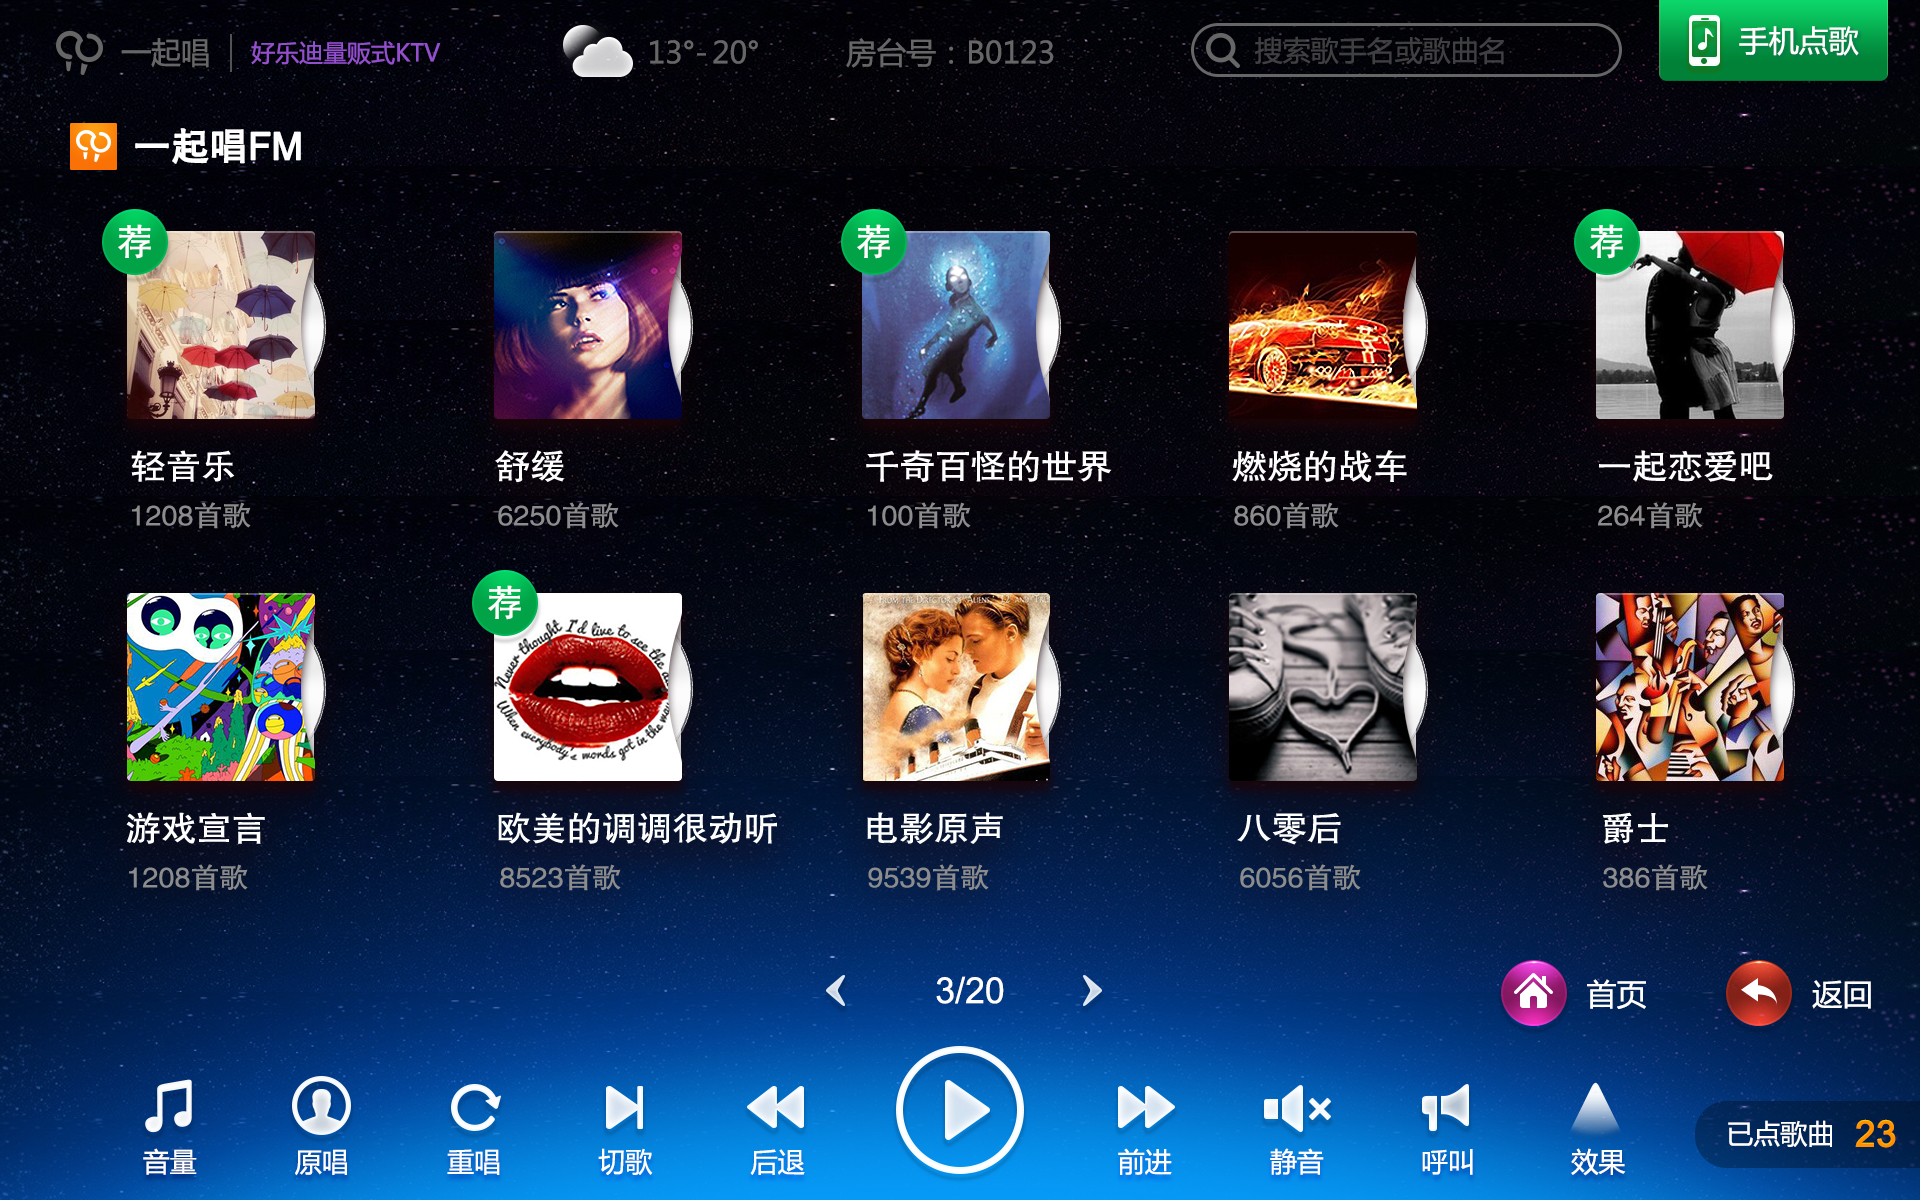 一起唱 好乐迪量贩式KTV 13°-20° 房台号：B0123 搜索歌手名或歌曲名 手机点歌
一起唱FM
荐 荐 荐
轻音乐 舒缓 千奇百怪的世界 燃烧的战车 一起恋爱吧
1208首歌 6250首歌 100首歌 860首歌 264首歌
荐
Never thought I'd live to see the
When everybody's words got in the way
游戏宣言 欧美的调调很动听 电影原声 八零后 爵士
1208首歌 8523首歌 9539首歌 6056首歌 386首歌
3/20 首页 返回
音量 原唱 重唱 切歌 后退 前进 静音 呼叫 效果 已点歌曲 23